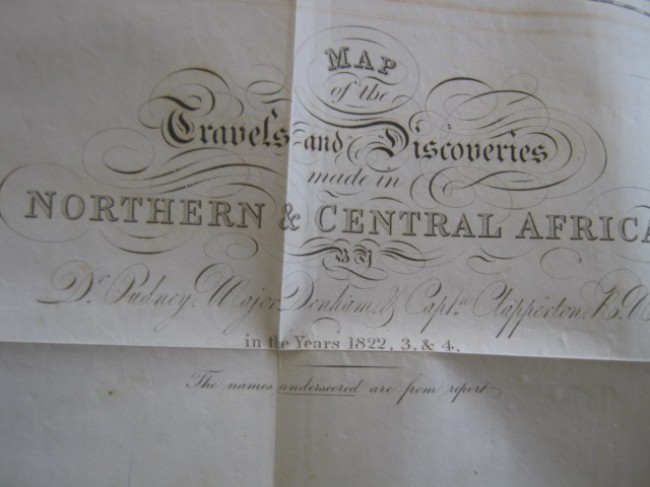 MAP
of the
Travels and Discoveries
made in
NORTHERN & CENTRAL AFRICA
BY
Dr. Pudney, Major Denham, & Captn. Clapperton, R.N
in the Years 1822, 3, & 4.
The names underscored are from report.